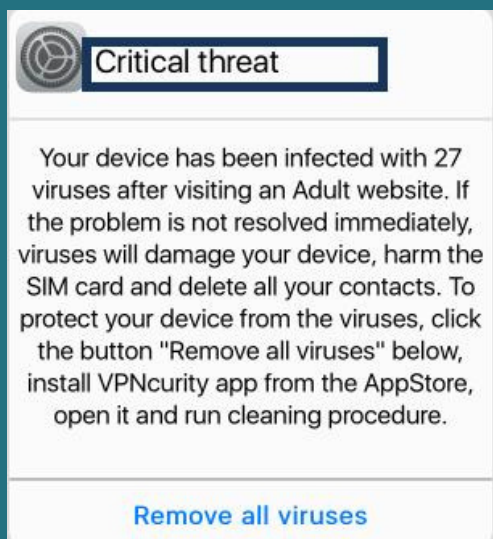 Critical threat
Your device has been infected with 27
viruses after visiting an Adult website. If
the problem is not resolved immediately,
viruses will damage your device, harm the
SIM card and delete all your contacts. To
protect your device from the viruses, click
the button "Remove all viruses" below,
install VPNcurity app from the AppStore,
open it and run cleaning procedure.
Remove all viruses